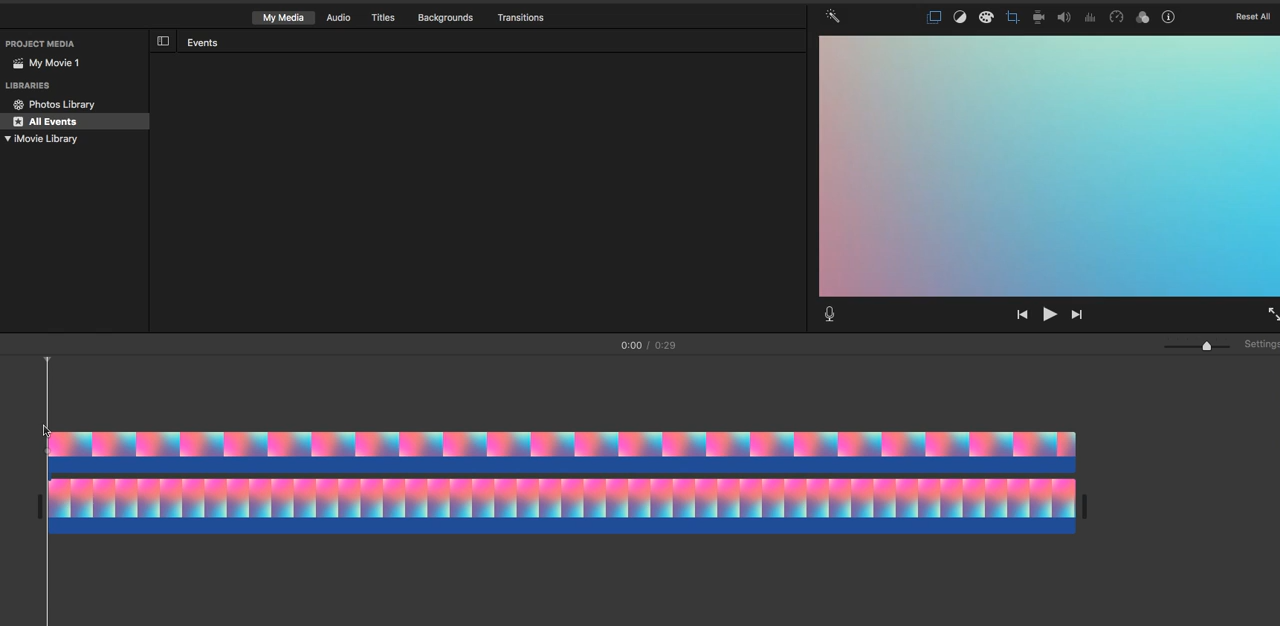 My Media Audio Titles Backgrounds Transitions
Reset All
PROJECT MEDIA
My Movie 1
LIBRARIES
Photos Library
All Events
iMovie Library
Events
0:00 / 0:29
Settings